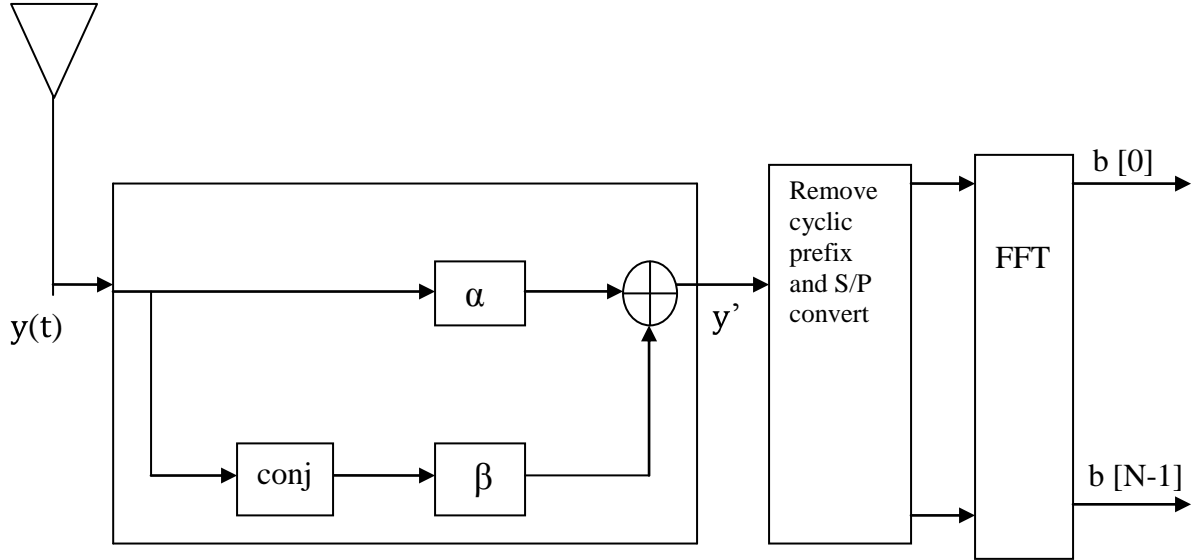 y(t)
α
conj
β
y’
Remove
cyclic
prefix
and S/P
convert
FFT
b [0]
b [N-1]